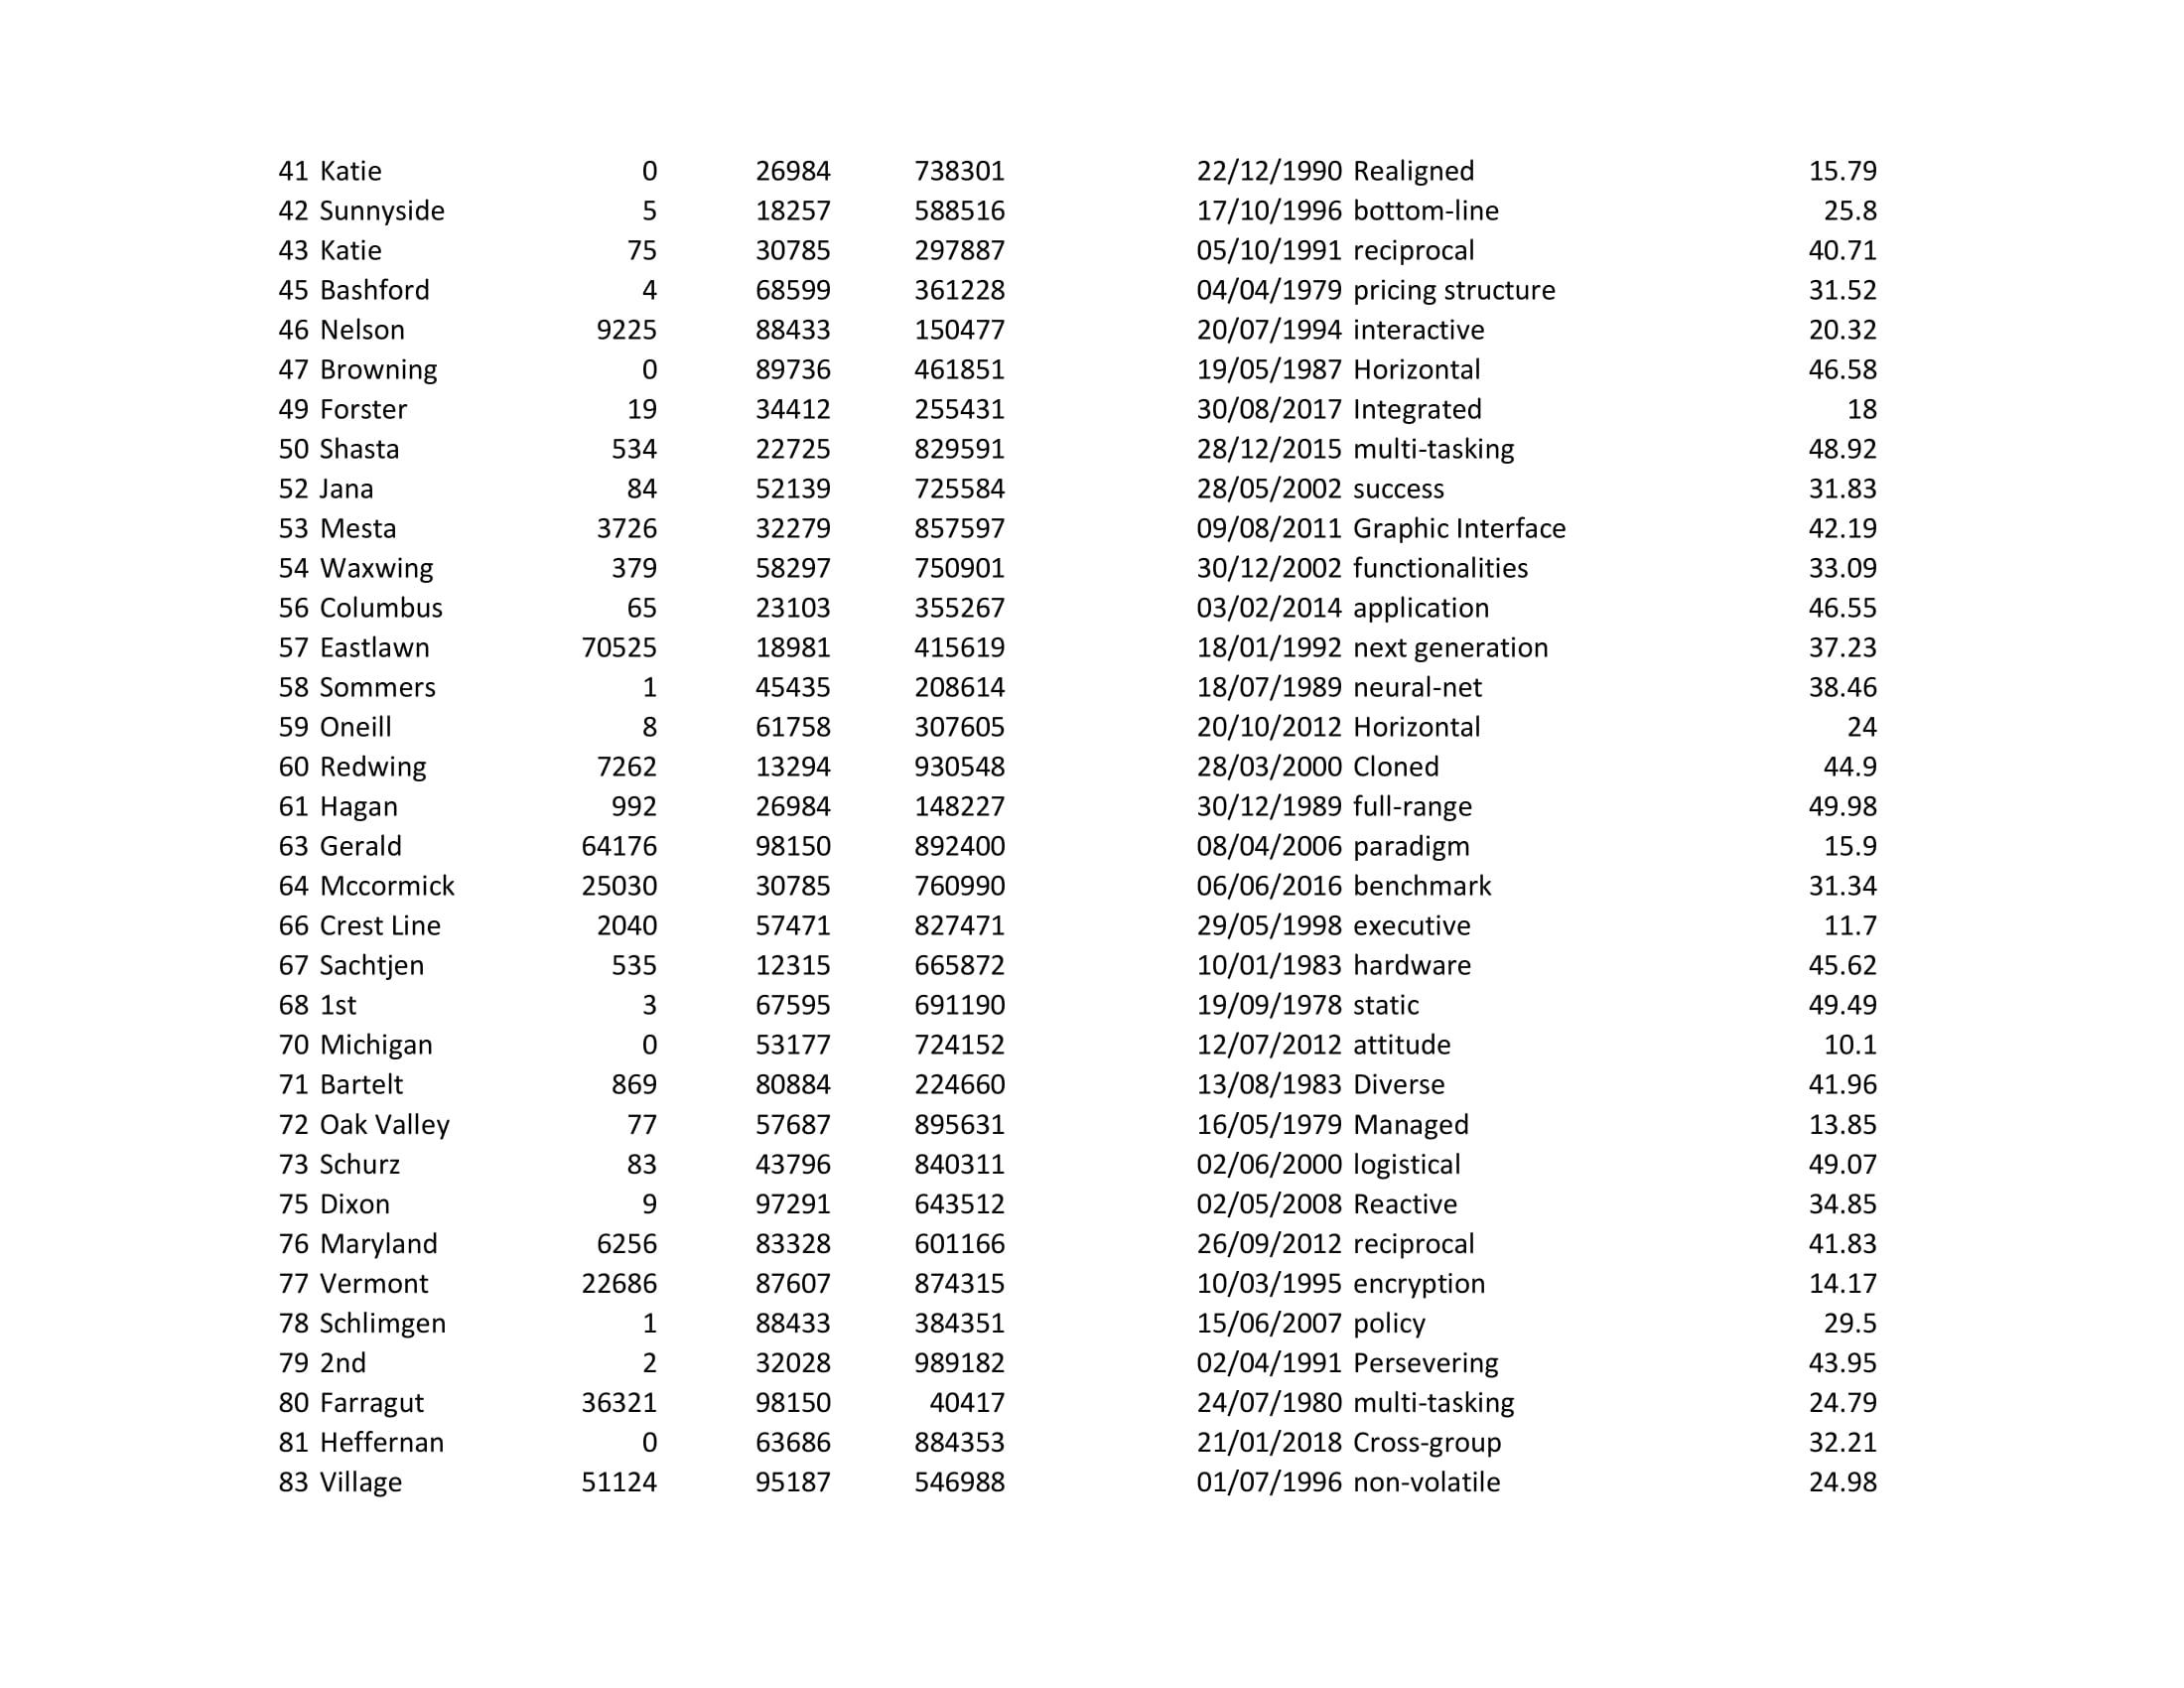 41 Katie 0 26984 738301 22/12/1990 Realigned 15.79
42 Sunnyside 5 18257 588516 17/10/1996 bottom-line 25.8
43 Katie 75 30785 297887 05/10/1991 reciprocal 40.71
45 Bashford 4 68599 361228 04/04/1979 pricing structure 31.52
46 Nelson 9225 88433 150477 20/07/1994 interactive 20.32
47 Browning 0 89736 461851 19/05/1987 Horizontal 46.58
49 Forster 19 34412 255431 30/08/2017 Integrated 18
50 Shasta 534 22725 829591 28/12/2015 multi-tasking 48.92
52 Jana 84 52139 725584 28/05/2002 success 31.83
53 Mesta 3726 32279 857597 09/08/2011 Graphic Interface 42.19
54 Waxwing 379 58297 750901 30/12/2002 functionalities 33.09
56 Columbus 65 23103 355267 03/02/2014 application 46.55
57 Eastlawn 70525 18981 415619 18/01/1992 next generation 37.23
58 Sommers 1 45435 208614 18/07/1989 neural-net 38.46
59 Oneill 8 61758 307605 20/10/2012 Horizontal 24
60 Redwing 7262 13294 930548 28/03/2000 Cloned 44.9
61 Hagan 992 26984 148227 30/12/1989 full-range 49.98
63 Gerald 64176 98150 892400 08/04/2006 paradigm 15.9
64 Mccormick 25030 30785 760990 06/06/2016 benchmark 31.34
66 Crest Line 2040 57471 827471 29/05/1998 executive 11.7
67 Sachtjen 535 12315 665872 10/01/1983 hardware 45.62
68 1st 3 67595 691190 19/09/1978 static 49.49
70 Michigan 0 53177 724152 12/07/2012 attitude 10.1
71 Bartelt 869 80884 224660 13/08/1983 Diverse 41.96
72 Oak Valley 77 57687 895631 16/05/1979 Managed 13.85
73 Schurz 83 43796 840311 02/06/2000 logistical 49.07
75 Dixon 9 97291 643512 02/05/2008 Reactive 34.85
76 Maryland 6256 83328 601166 26/09/2012 reciprocal 41.83
77 Vermont 22686 87607 874315 10/03/1995 encryption 14.17
78 Schlimgen 1 88433 384351 15/06/2007 policy 29.5
79 2nd 2 32028 989182 02/04/1991 Persevering 43.95
80 Farragut 36321 98150 40417 24/07/1980 multi-tasking 24.79
81 Heffernan 0 63686 884353 21/01/2018 Cross-group 32.21
83 Village 51124 95187 546988 01/07/1996 non-volatile 24.98